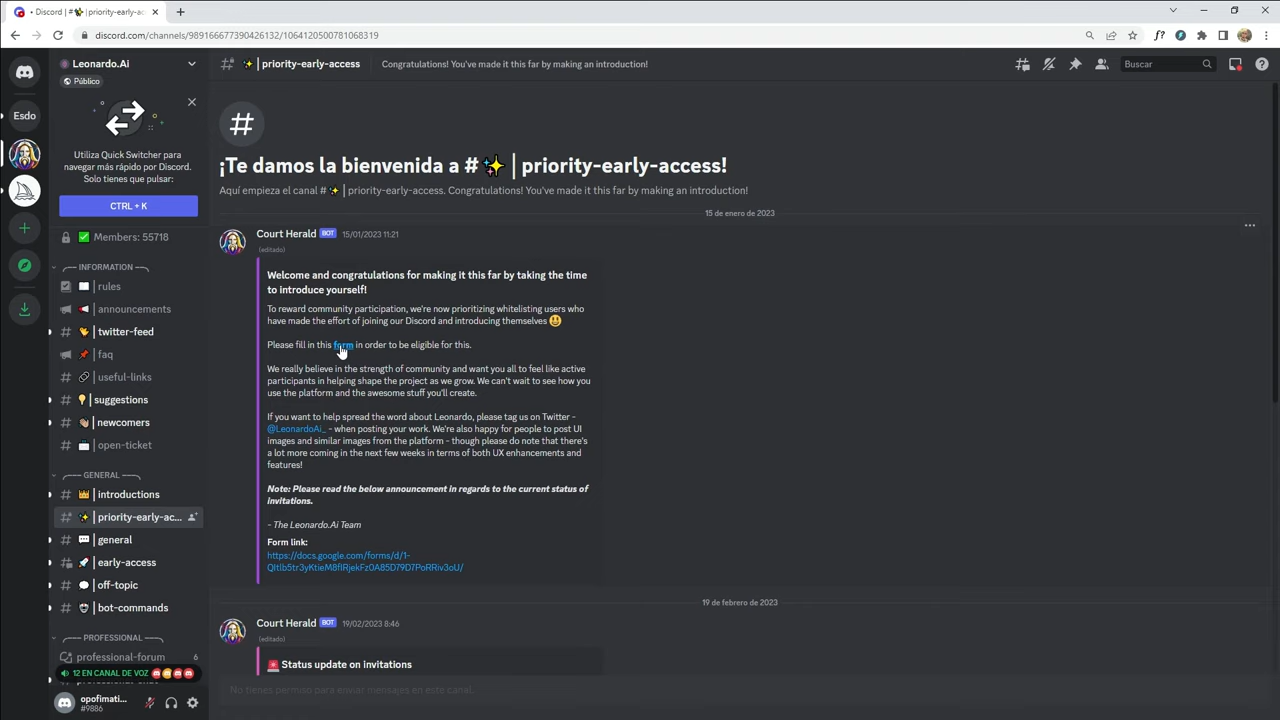 Discord | #✨ | priority-early-ac
discord.com/channels/989166677390426132/1064120500781068319
Leonardo.Ai
Público
Utiliza Quick Switcher para
navegar más rápido por Discord.
Solo tienes que pulsar:
CTRL + K
Members: 55718
INFORMATION
rules
announcements
twitter-feed
faq
useful-links
suggestions
newcomers
open-ticket
GENERAL
introductions
priority-early-ac...
general
early-access
off-topic
bot-commands
PROFESSIONAL
professional-forum 6
12 EN CANAL DE VOZ
opofimati...
#9886
Esdo
# ✨ | priority-early-access
Congratulations! You've made it this far by making an introduction!
Buscar
#
¡Te damos la bienvenida a #✨ | priority-early-access!
Aquí empieza el canal #✨ | priority-early-access. Congratulations! You've made it this far by making an introduction!
15 de enero de 2023
Court Herald BOT 15/01/2023 11:21
(editado)
Welcome and congratulations for making it this far by taking the time
to introduce yourself!
To reward community participation, we're now prioritizing whitelisting users who
have made the effort of joining our Discord and introducing themselves 😃
Please fill in this form in order to be eligible for this.
We really believe in the strength of community and want you all to feel like active
participants in helping shape the project as we grow. We can't wait to see how you
use the platform and the awesome stuff you'll create.
If you want to help spread the word about Leonardo, please tag us on Twitter -
@LeonardoAi_ - when posting your work. We're also happy for people to post UI
images and similar images from the platform - though please do note that there's
a lot more coming in the next few weeks in terms of both UX enhancements and
features!
Note: Please read the below announcement in regards to the current status of
invitations.
- The Leonardo.Ai Team
Form link:
https://docs.google.com/forms/d/1-
19 de febrero de 2023
Court Herald BOT 19/02/2023 8:46
(editado)
🚨 Status update on invitations
No tienes permiso para enviar mensajes en este canal.